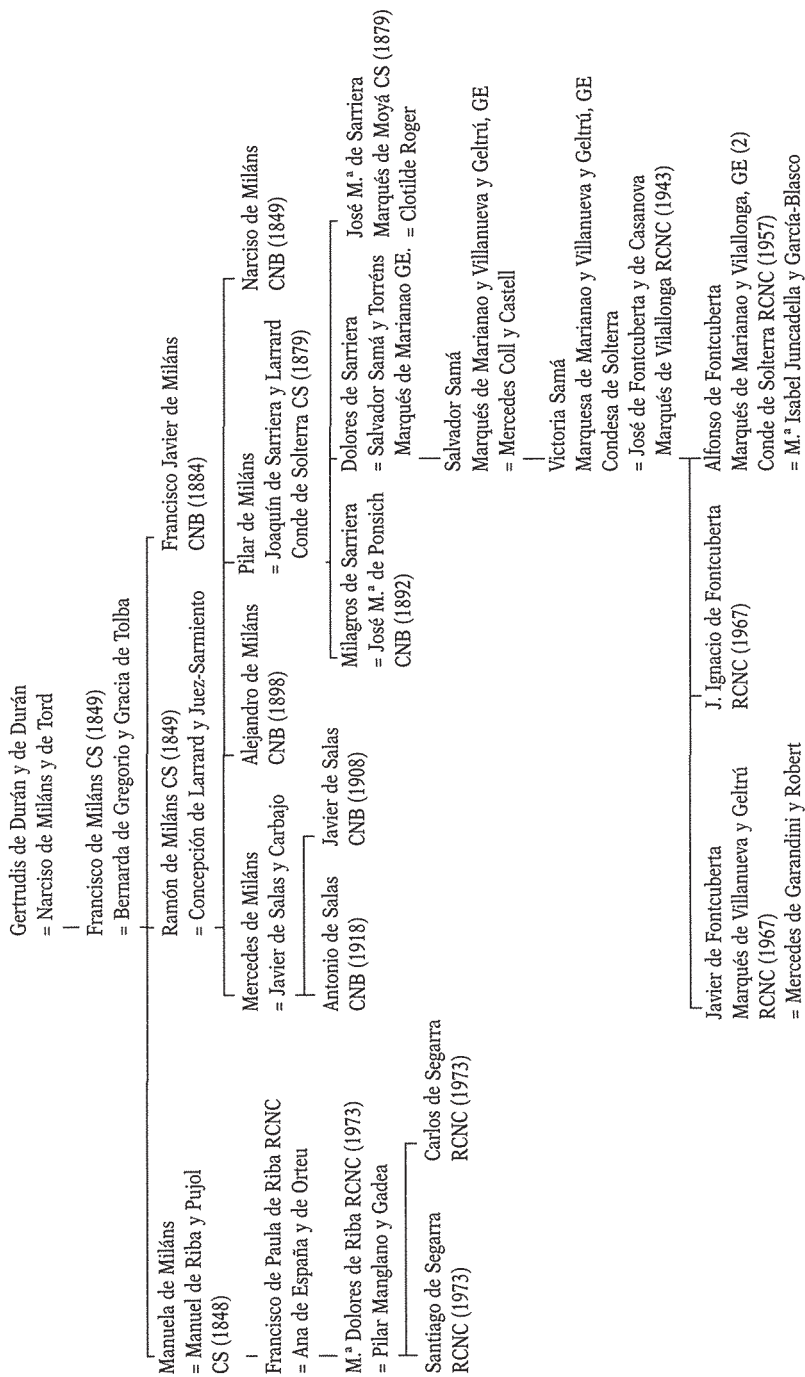 Gertrudis de Durán y de Durán
= Narciso de Miláns y de Tord
Francisco de Miláns CS (1849)
= Bernarda de Gregorio y Gracia de Tolba
Manuela de Miláns
= Manuel de Riba y Pujol
CS (1848)
Ramón de Miláns CS (1849)
= Concepción de Larrard y Juez-Sarmiento
Francisco Javier de Miláns
CNB (1884)
Francisco de Paula de Riba RCNC
= Ana de España y de Orteu
Mercedes de Miláns
= Javier de Salas y Carbajo
Alejandro de Miláns
CNB (1898)
Pilar de Miláns
= Joaquín de Sarriera y Larrard
Conde de Solterra CS (1879)
Narciso de Miláns
CNB (1849)
M.ª Dolores de Riba RCNC (1973)
= Pilar Manglano y Gadea
Antonio de Salas
CNB (1918)
Javier de Salas
CNB (1908)
Milagros de Sarriera
= José M.ª de Ponsich
CNB (1892)
Dolores de Sarriera
= Salvador Samá y Torréns
Marqués de Marianao GE.
José M.ª de Sarriera
Marqués de Moyá CS (1879)
= Clotilde Roger
Santiago de Segarra
RCNC (1973)
Carlos de Segarra
RCNC (1973)
Salvador Samá
Marqués de Marianao y Villanueva y Geltrú, GE
= Mercedes Coll y Castell
Victoria Samá
Marquesa de Marianao y Villanueva y Geltrú, GE
Condesa de Solterra
= José de Fontcuberta y de Casanova
Marqués de Vilallonga RCNC (1943)
Javier de Fontcuberta
Marqués de Villanueva y Geltrú
RCNC (1967)
= Mercedes de Garandini y Robert
J. Ignacio de Fontcuberta
RCNC (1967)
Alfonso de Fontcuberta
Marqués de Marianao y Vilallonga, GE (2)
Conde de Solterra RCNC (1957)
= M.ª Isabel Juncadella y García-Blasco